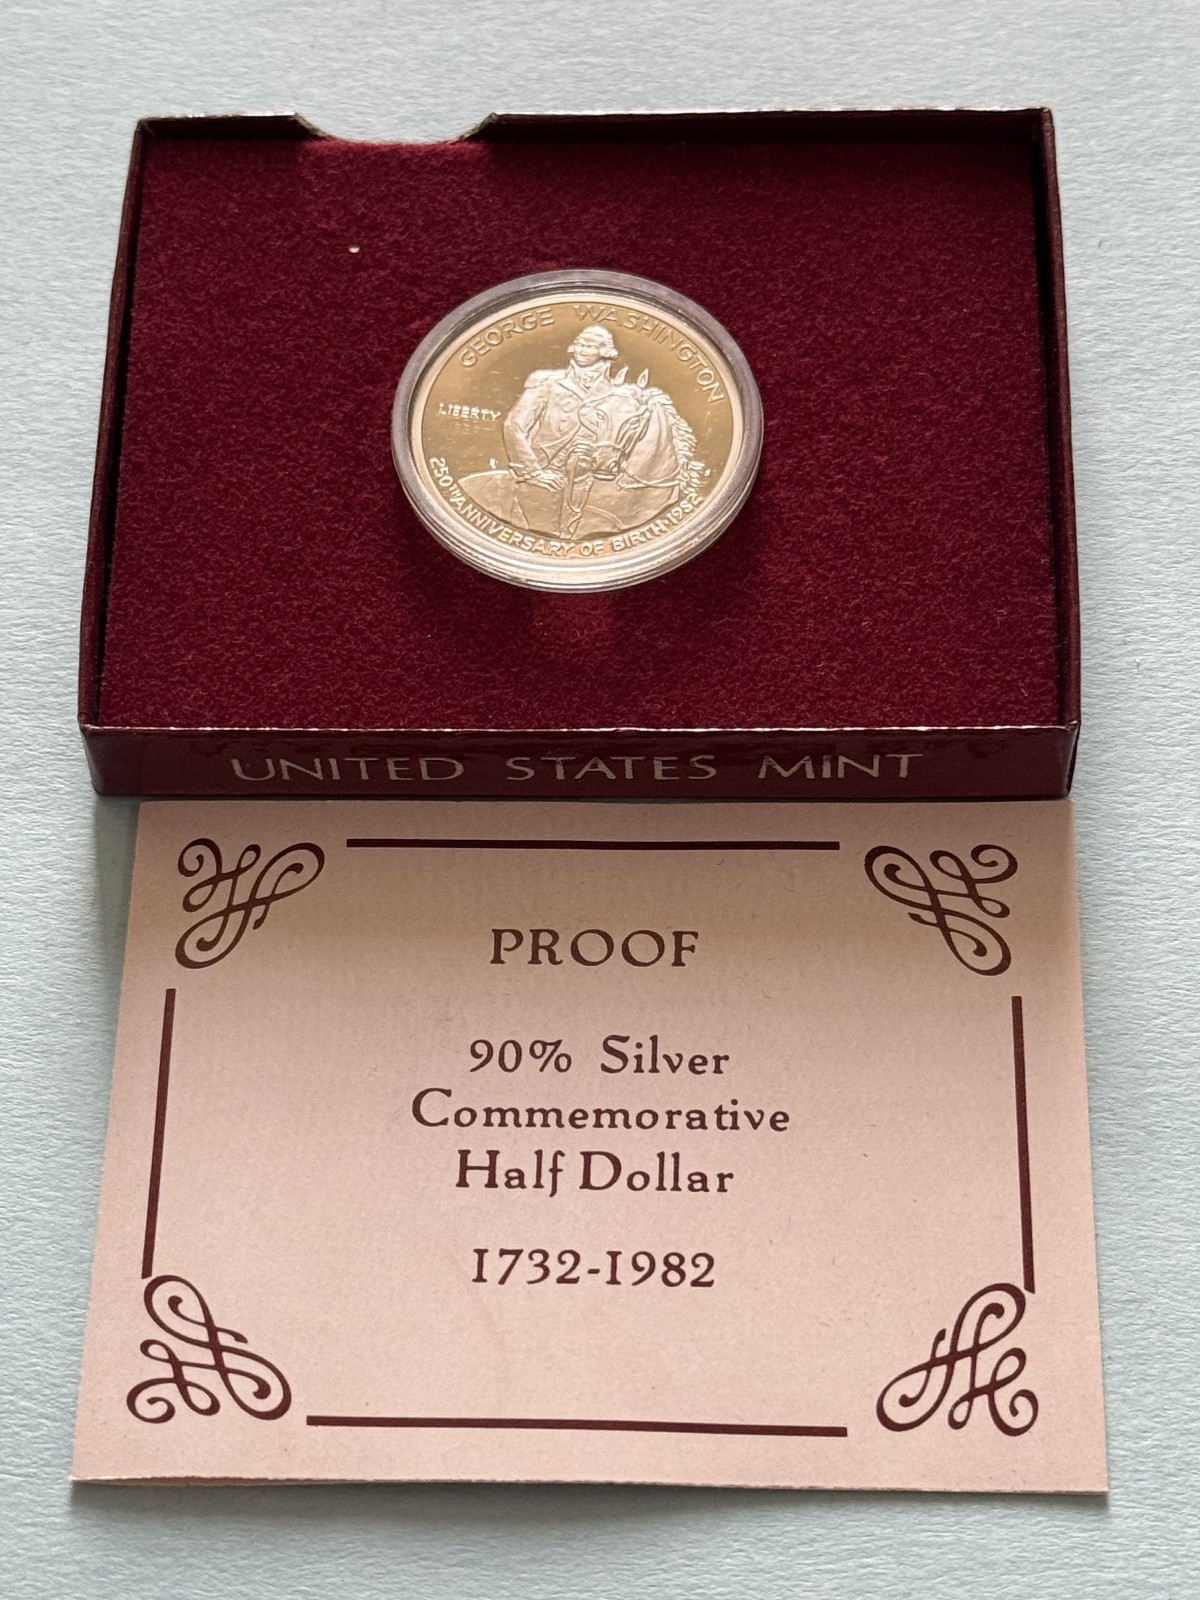 GEORGE WASHINGTON
LIBERTY
250TH ANNIVERSARY OF BIRTH·1982
UNITED STATES MINT
PROOF
90% Silver
Commemorative
Half Dollar
1732-1982